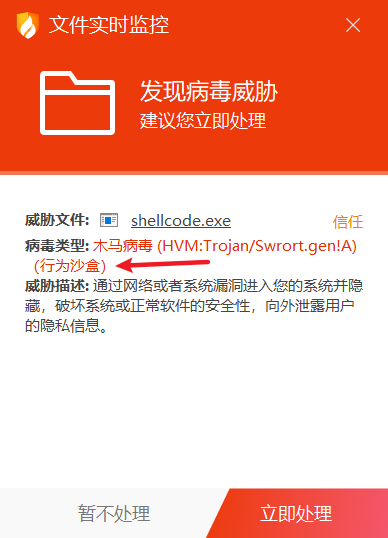 文件实时监控
发现病毒威胁
建议您立即处理
威胁文件: shellcode.exe 信任
病毒类型: 木马病毒 (HVM:Trojan/Swrort.gen!A)
(行为沙盒)
威胁描述: 通过网络或者系统漏洞进入您的系统并隐
藏，破坏系统或正常软件的安全性，向外泄露用户
的隐私信息。
暂不处理 立即处理